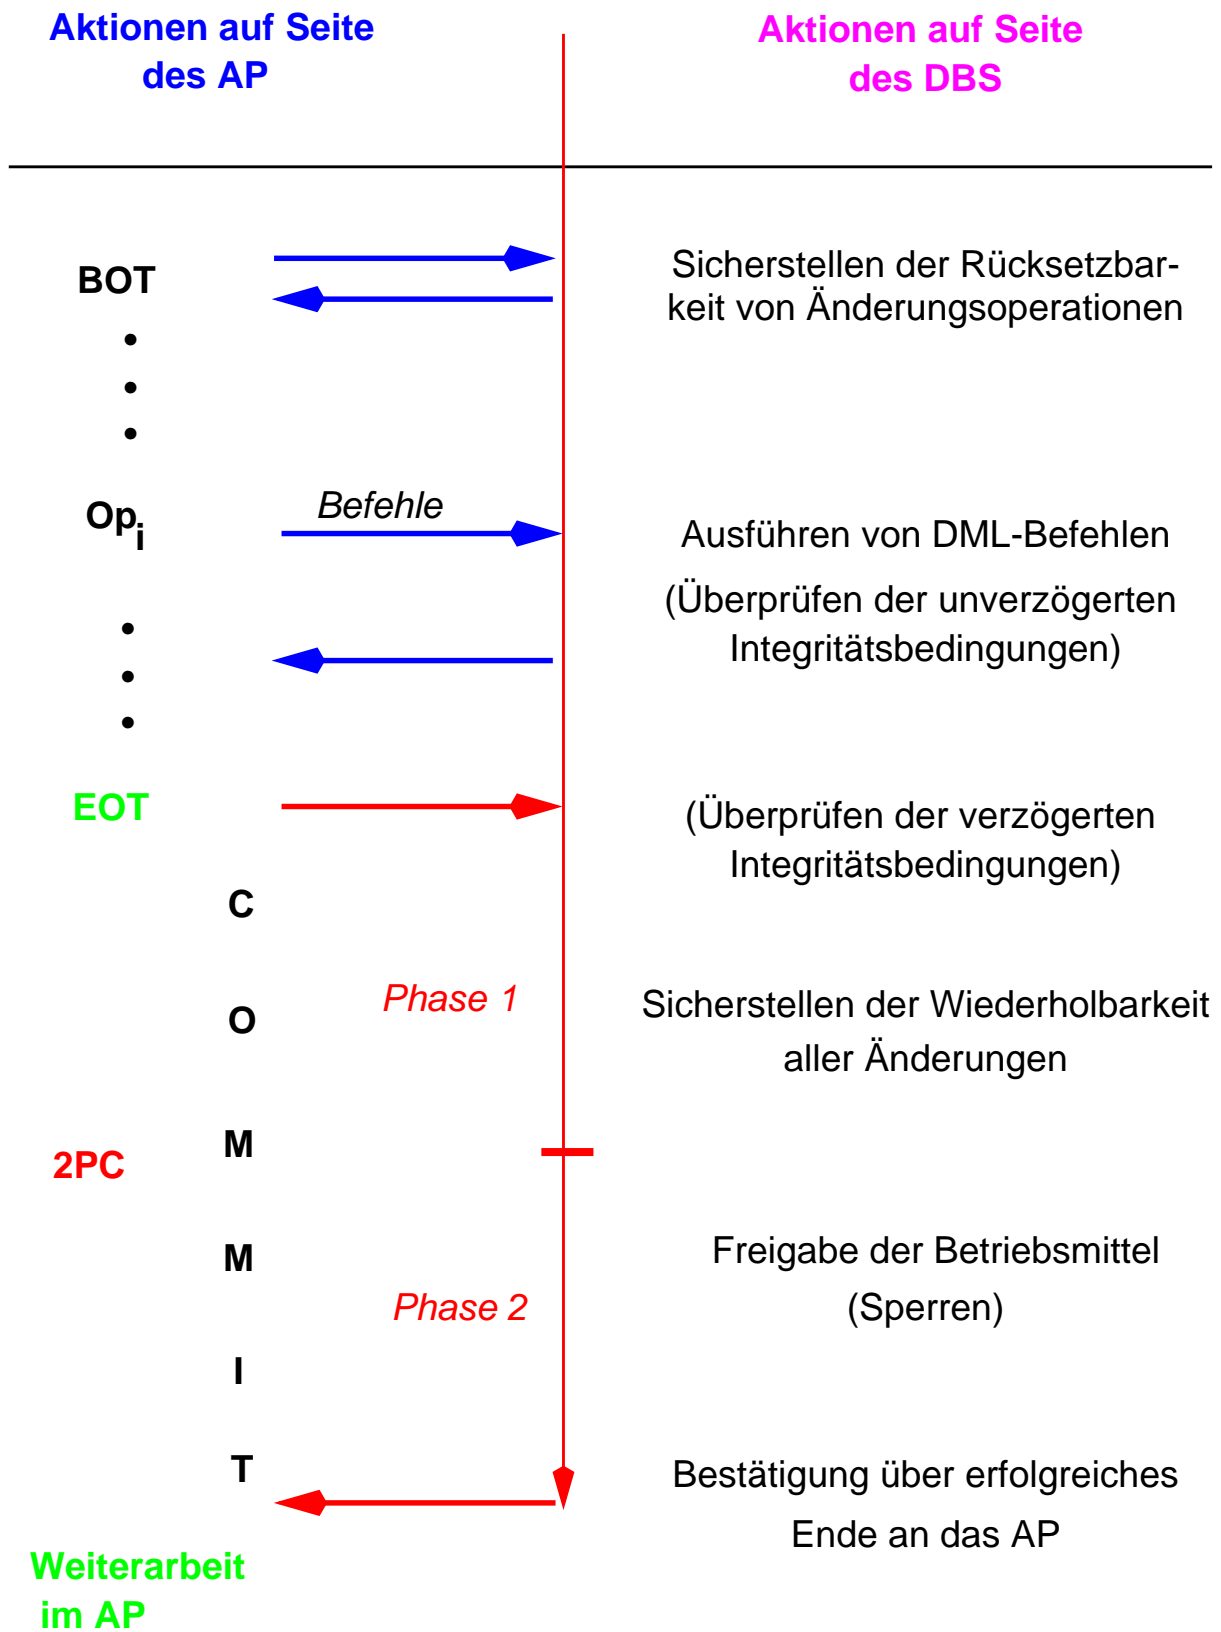 Aktionen auf Seite
des AP
Aktionen auf Seite
des DBS
BOT
Sicherstellen der Rücksetzbar-
keit von Änderungsoperationen
Op i
Befehle
Ausführen von DML-Befehlen
(Überprüfen der unverzögerten
Integritätsbedingungen)
EOT
(Überprüfen der verzögerten
Integritätsbedingungen)
C
O
Phase 1
Sicherstellen der Wiederholbarkeit
aller Änderungen
M
2PC
M
Freigabe der Betriebsmittel
(Sperren)
Phase 2
I
T
Bestätigung über erfolgreiches
Ende an das AP
Weiterarbeit
im AP